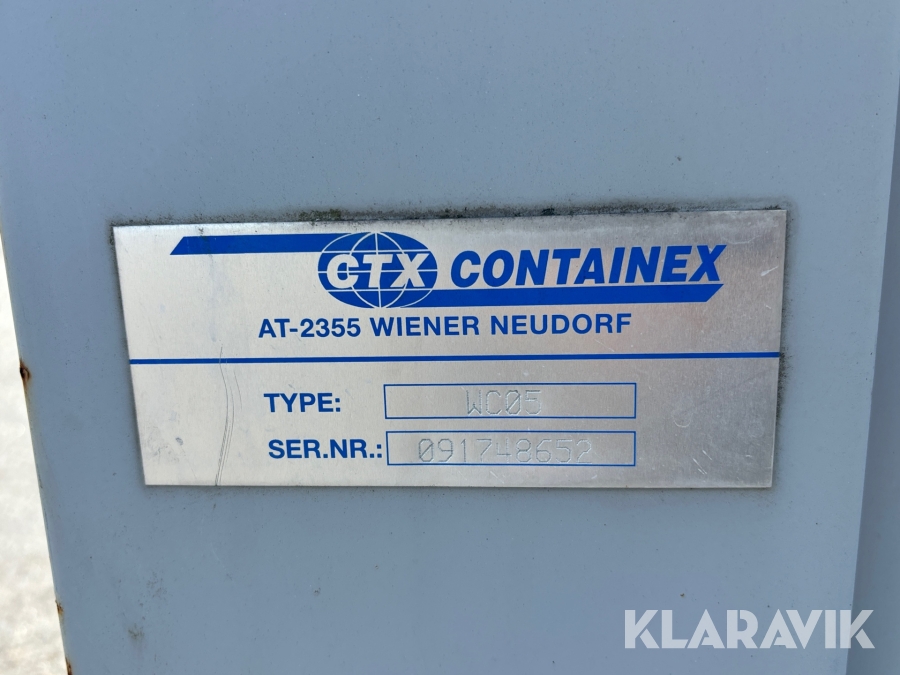 CTX CONTAINEX
AT-2355 WIENER NEUDORF
TYPE: WC05
SER.NR.: 091748652
KLARAVIK